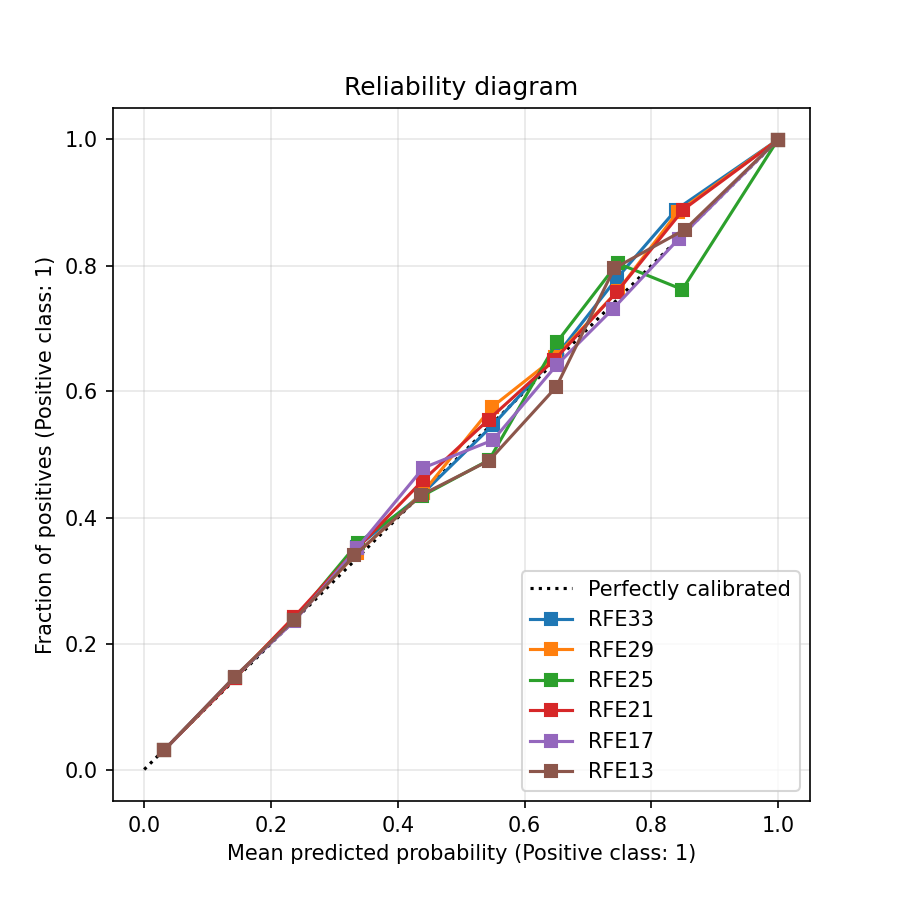 Reliability diagram
1.0
0.8
0.6
0.4
0.2
0.0
Fraction of positives (Positive class: 1)
Perfectly calibrated
RFE33
RFE29
RFE25
RFE21
RFE17
RFE13
0.0 0.2 0.4 0.6 0.8 1.0
Mean predicted probability (Positive class: 1)